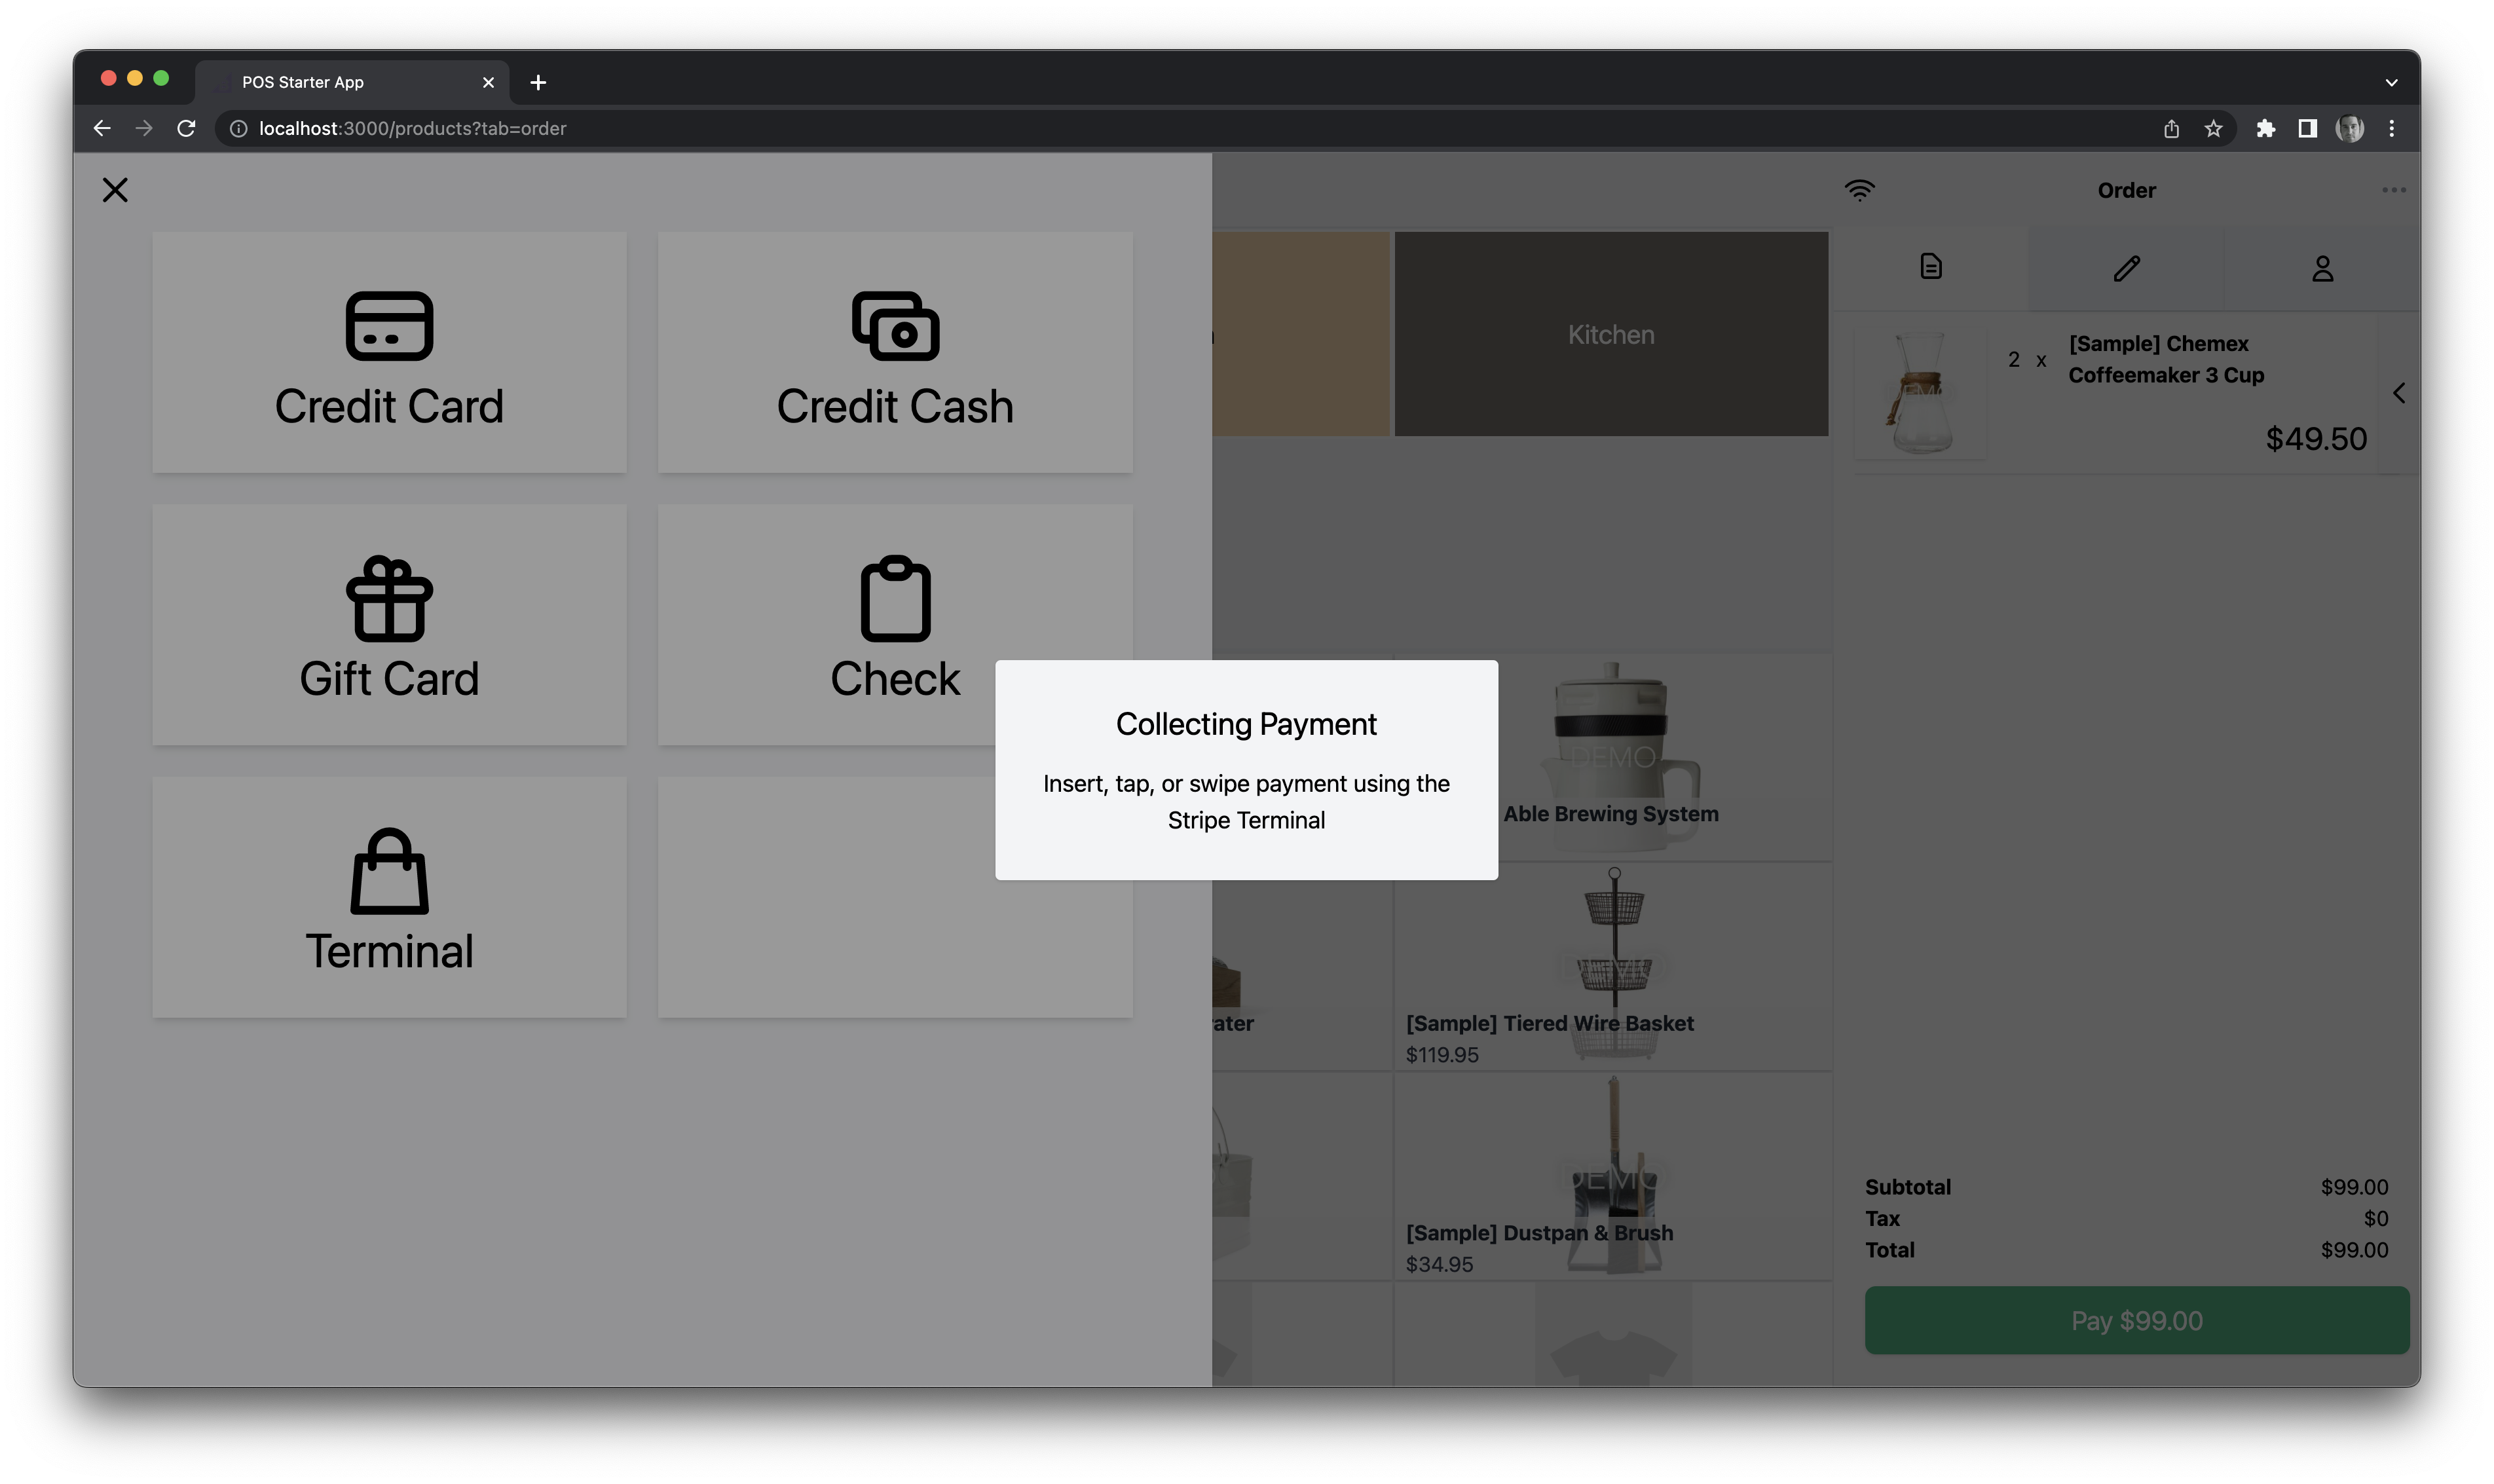 POS Starter App
localhost:3000/products?tab=order
Credit Card
Credit Cash
Gift Card
Check
Terminal
Collecting Payment
Insert, tap, or swipe payment using the
Stripe Terminal
Kitchen
DEMO
Able Brewing System
[Sample] Tiered Wire Basket
$119.95
DEMO
[Sample] Dustpan & Brush
$34.95
Order
2 x
[Sample] Chemex
Coffeemaker 3 Cup
$49.50
Subtotal $99.00
Tax $0
Total $99.00
Pay $99.00